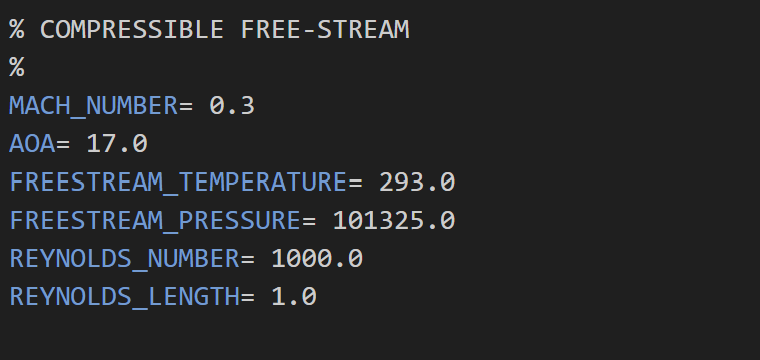 % COMPRESSIBLE FREE-STREAM
%
MACH_NUMBER= 0.3
AOA= 17.0
FREESTREAM_TEMPERATURE= 293.0
FREESTREAM_PRESSURE= 101325.0
REYNOLDS_NUMBER= 1000.0
REYNOLDS_LENGTH= 1.0